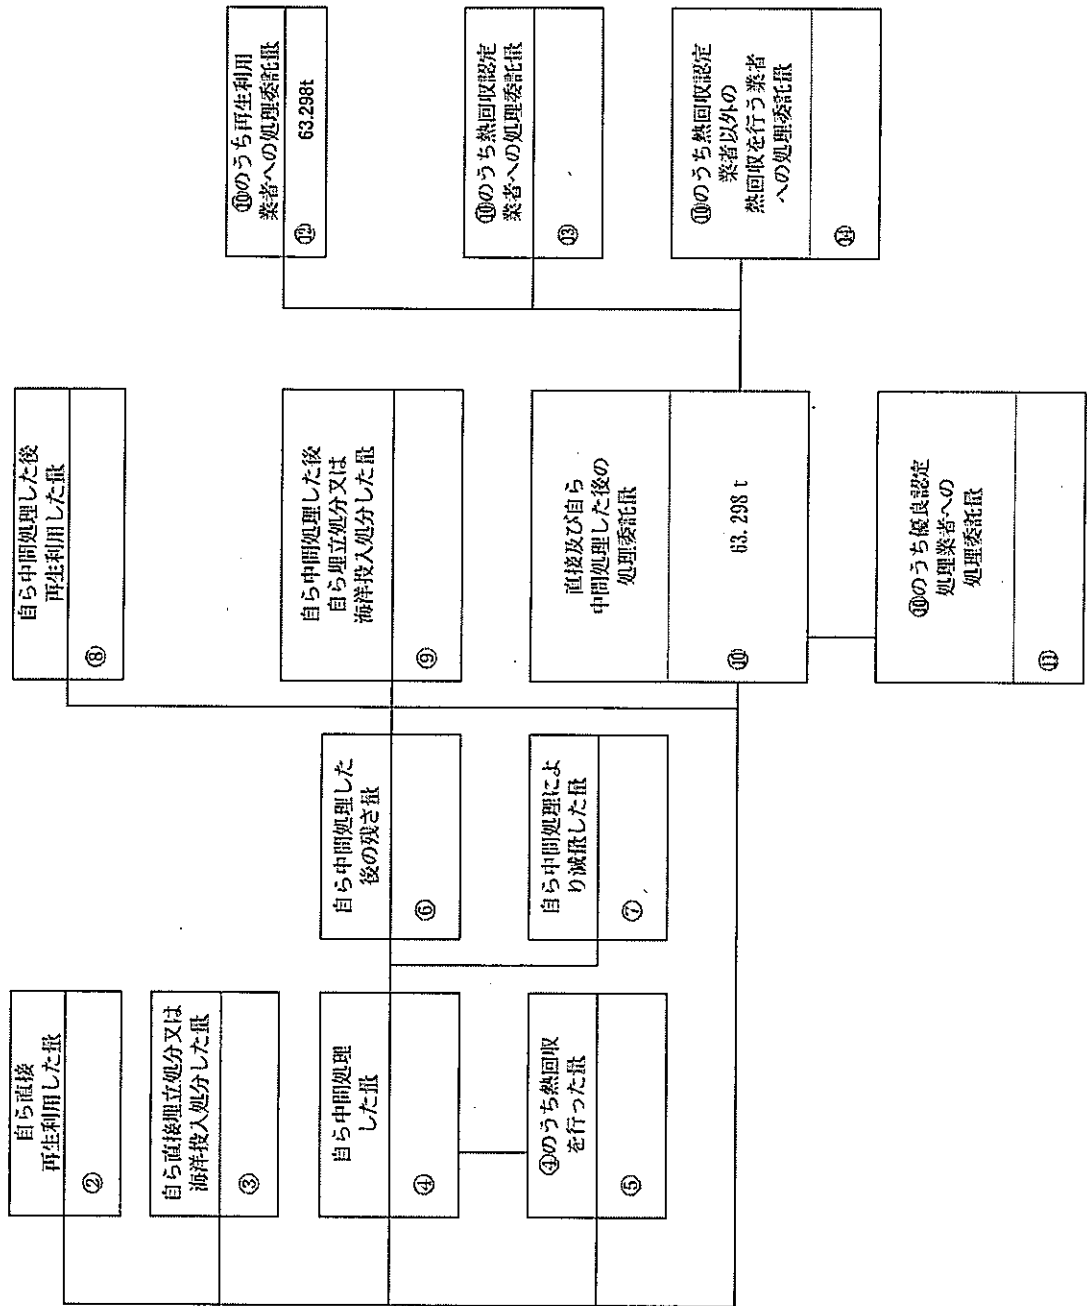 自ら直接
再生利用した量
②
自ら直接埋立処分又は
海洋投入処分した量
③
自ら中間処理
した量
④
④のうち熱回収
を行った量
⑤
自ら中間処理した
後の残さ量
⑥
自ら中間処理によ
り減量した量
⑦
自ら中間処理した後
再生利用した量
⑧
自ら中間処理した後
自ら埋立処分又は
海洋投入処分した量
⑨
直接及び自ら
中間処理した後の
処理委託量
⑩ 63.298 t
⑩のうち優良認定
処理業者への
処理委託量
⑪
⑩のうち再生利用
業者への処理委託量
⑫ 63.298t
⑩のうち熱回収認定
業者への処理委託量
⑬
⑩のうち熱回収認定
業者以外の
熱回収を行う業者
への処理委託量
⑭